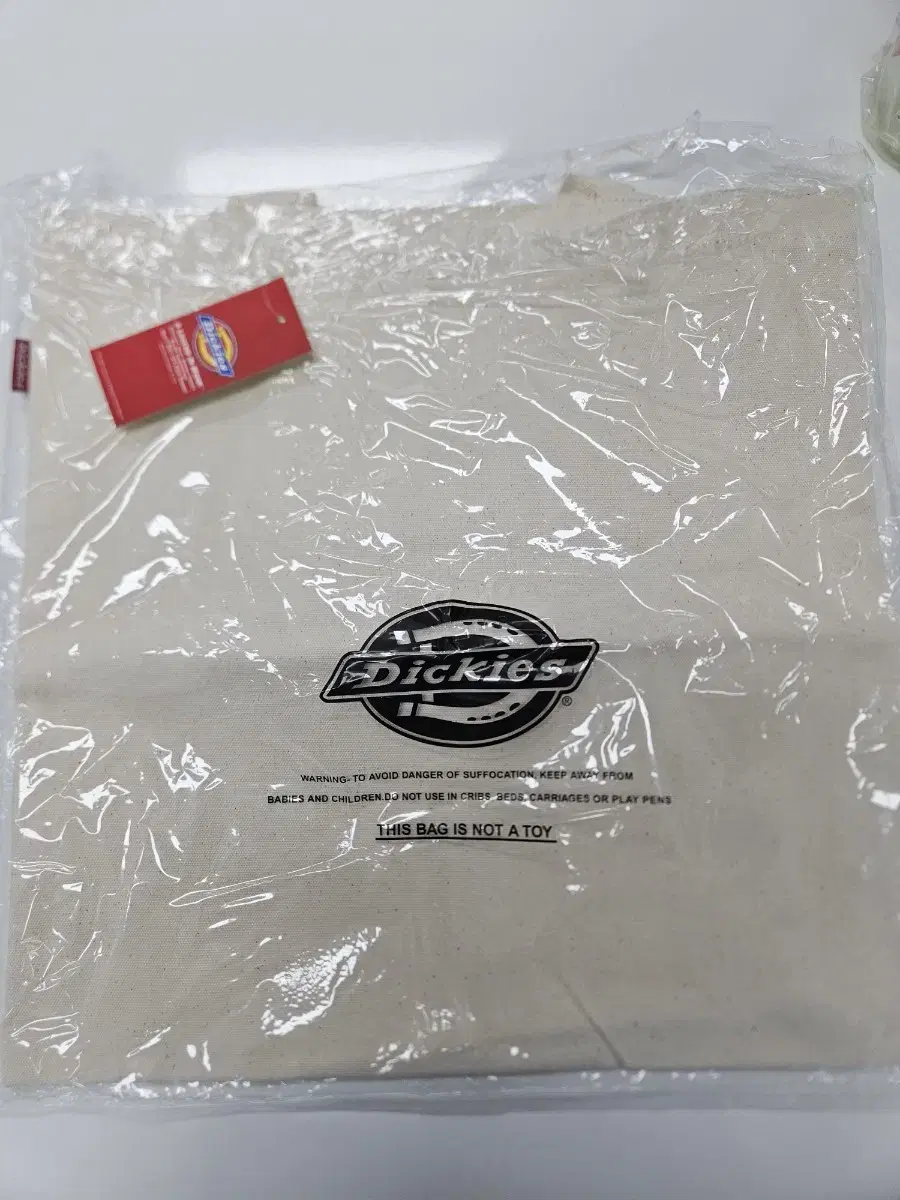 Dickies
Dickies
®
WARNING- TO AVOID DANGER OF SUFFOCATION, KEEP AWAY FROM
BABIES AND CHILDREN.DO NOT USE IN CRIBS, BEDS, CARRIAGES OR PLAY PENS
THIS BAG IS NOT A TOY